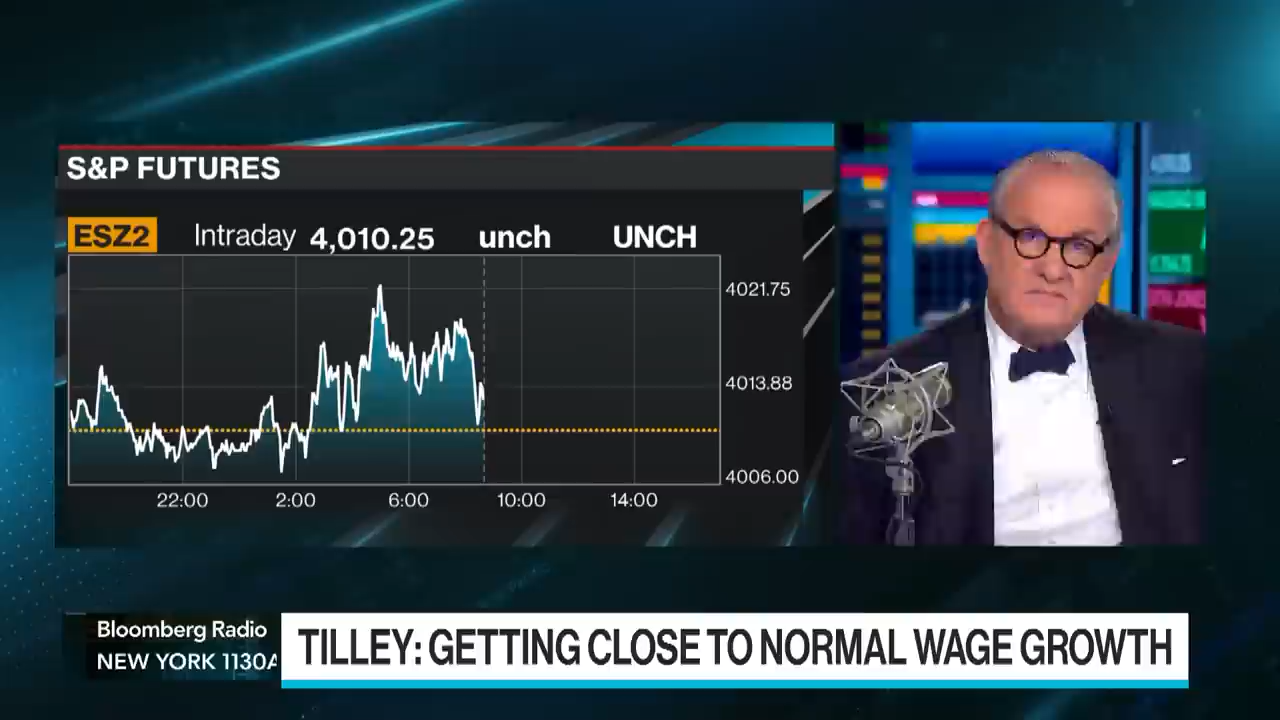 S&P FUTURES
ESZ2 Intraday 4,010.25 unch UNCH
4021.75
4013.88
4006.00
22:00 2:00 6:00 10:00 14:00
Bloomberg Radio
NEW YORK 1130A
TILLEY: GETTING CLOSE TO NORMAL WAGE GROWTH